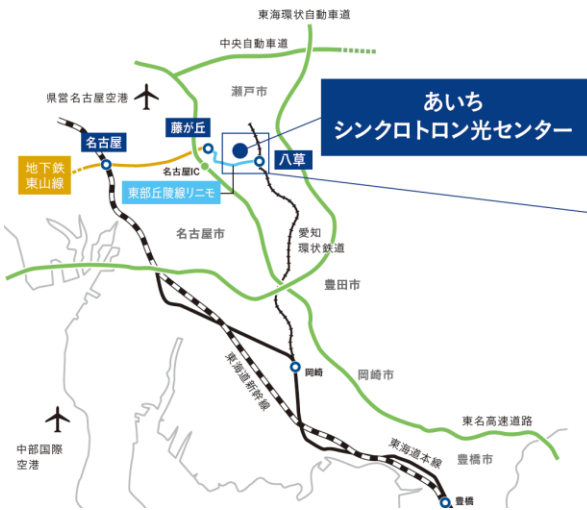 東海環状自動車道
中央自動車道
県営名古屋空港
瀬戸市
あいち
シンクロトロン光センター
名古屋
藤が丘
八草
地下鉄
東山線
名古屋IC
東部丘陵線リニモ
名古屋市
愛知
環状鉄道
豊田市
東海道新幹線
岡崎
岡崎市
中部国際
空港
東名高速道路
東海道本線
豊橋市
豊橋